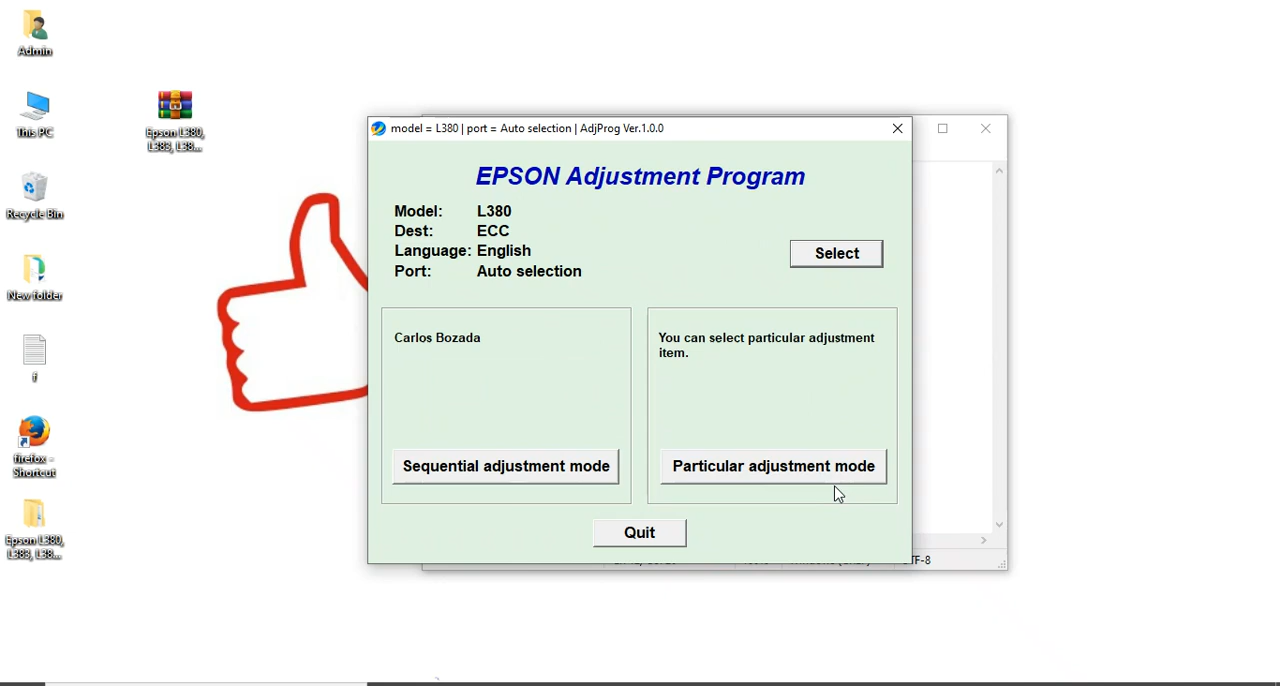 Admin
this PC
Recycle Bin
New folder
f
firefox -
Shortcut
Epson L380,
L383, L38...
Epson L380,
L383, L38...
model = L380 | port = Auto selection | AdjProg Ver.1.0.0
EPSON Adjustment Program
Model: L380
Dest: ECC
Language: English
Port: Auto selection
Select
Carlos Bozada
Sequential adjustment mode
You can select particular adjustment
item.
Particular adjustment mode
Quit